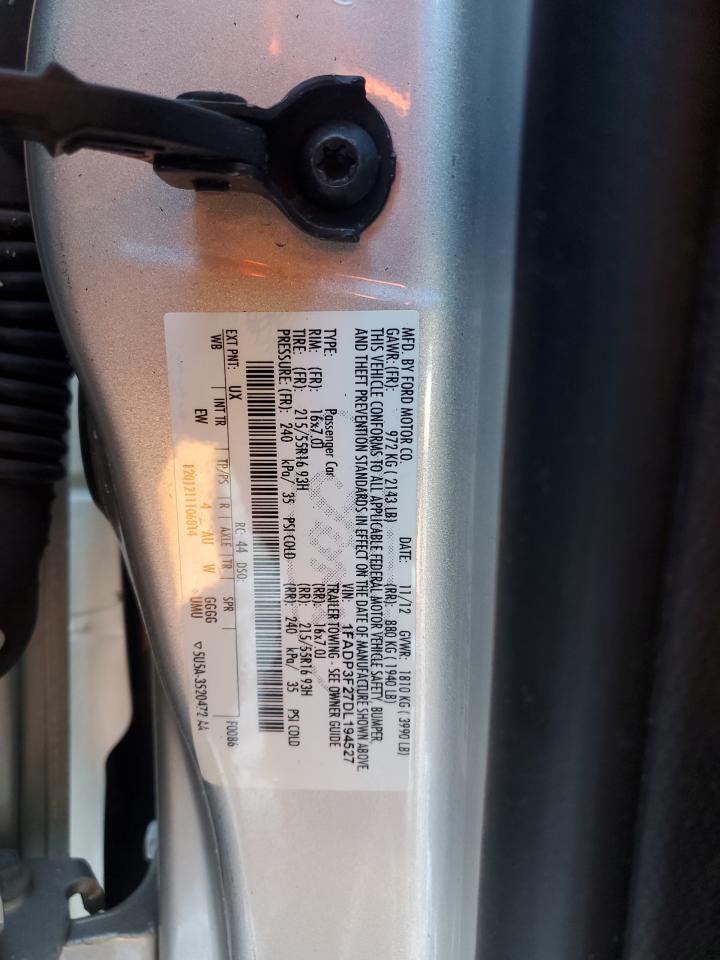 MFD. BY FORD MOTOR CO. DATE: 11/12 GVWR: 1810 KG ( 3990 LB)
GAWR: (FR): 972 KG ( 2143 LB) (RR): 880 KG ( 1940 LB)
THIS VEHICLE CONFORMS TO ALL APPLICABLE FEDERAL MOTOR VEHICLE SAFETY, BUMPER,
AND THEFT PREVENTION STANDARDS IN EFFECT ON THE DATE OF MANUFACTURE SHOWN ABOVE.
VIN: 1FADP3F27DL194527
TYPE: Passenger Car TRAILER TOWING - SEE OWNER GUIDE
RIM: (FR) 16x7.0J (RR) 16x7.0J
TIRE: (FR): 215/55R16 93H (RR): 215/55R16 93H
PRESSURE: (FR): 240 kPa/ 35 PSI COLD (RR): 240 kPa/ 35 PSI COLD
EXT PNT: UX RC: 44 DSO: F0086
WB INT TR TP/PS R AXLE TR SPR
EW 4 AU W GGGG
1201211106814 UMU 5U5A-3520472 AA